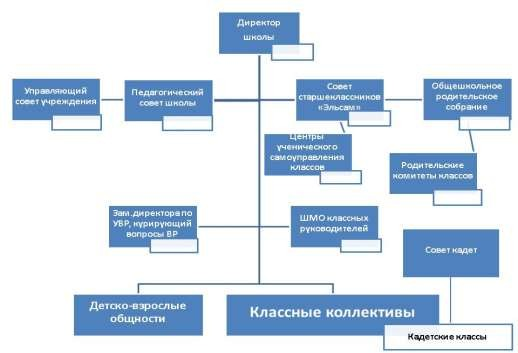 Директор
школы
Управляющий
совет учреждения
Педагогический
совет школы
Совет
старшеклассников
«Эльсам»
Общешкольное
родительское
собрание
Центры
ученического
самоуправления
классов
Родительские
комитеты классов
Зам.директора по
УВР, курирующий
вопросы ВР
ШМО классных
руководителей
Совет кадет
Детско-взрослые
общности
Классные коллективы
Кадетские классы